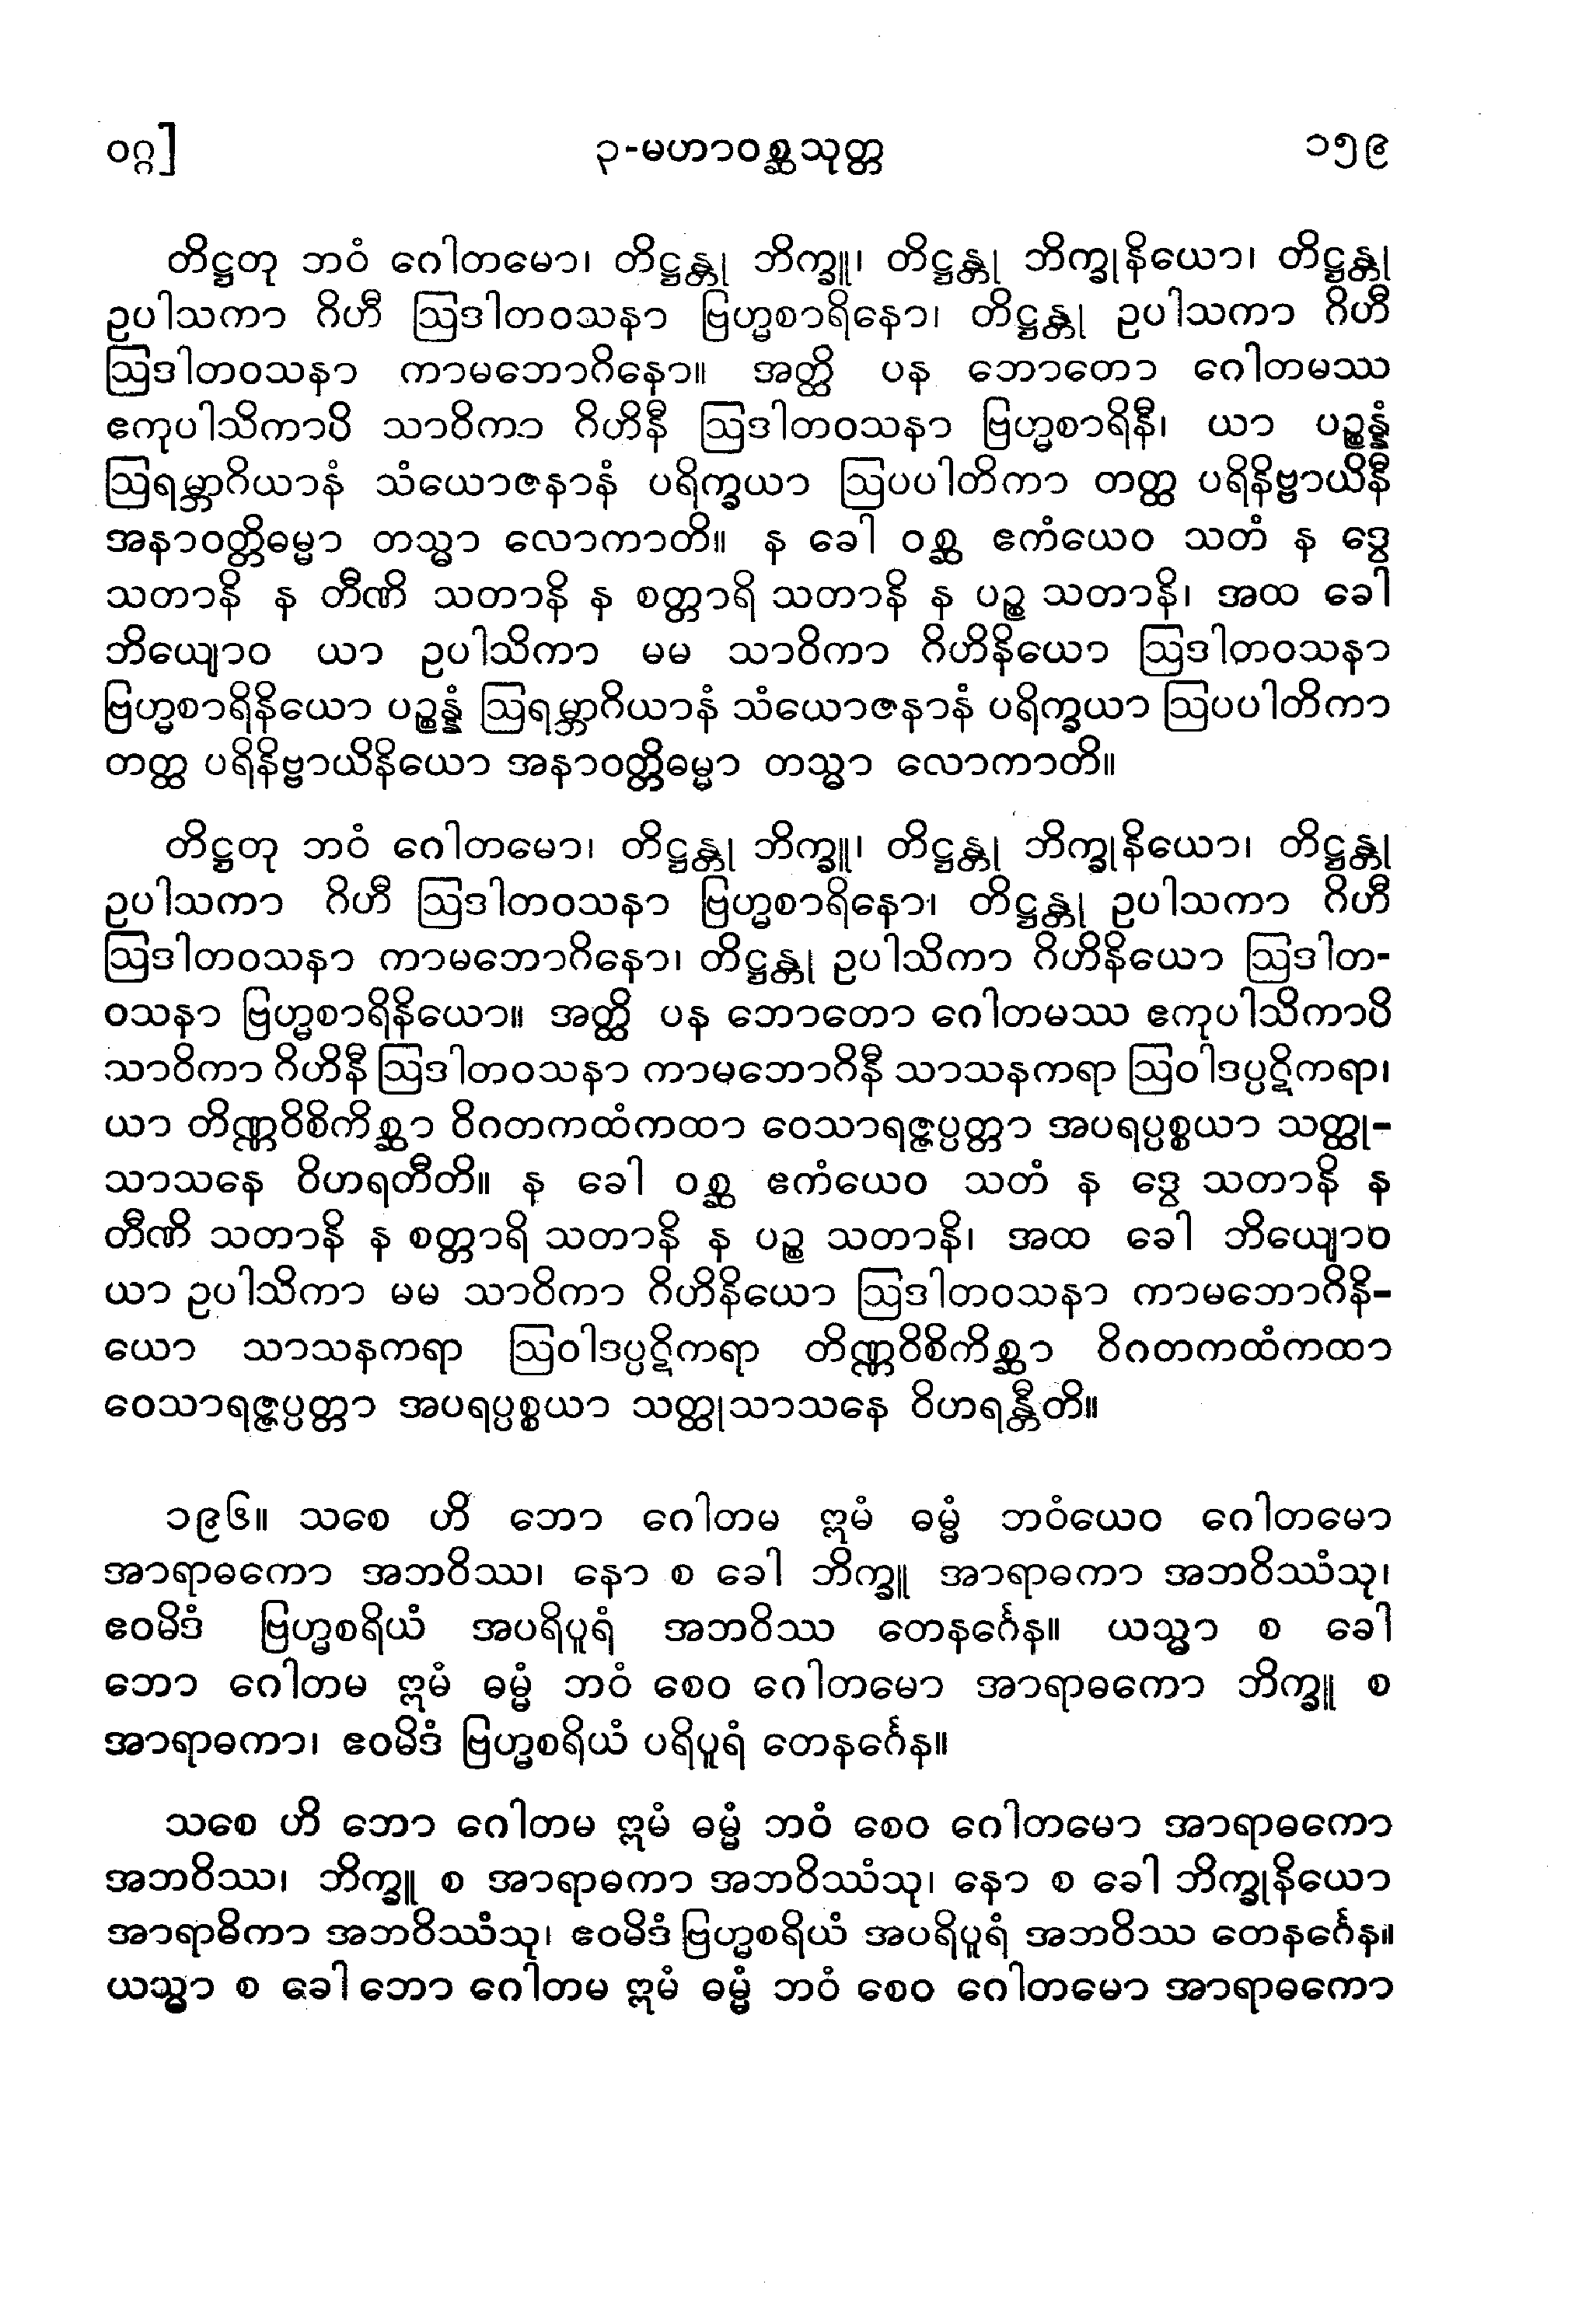 ဝဂ္ဂ] ၃-မဟာဝစ္ဆသုတ္တ ၁၅၉
တိဋ္ဌတု ဘဝံ ဂေါတမော၊ တိဋ္ဌန္တု ဘိက္ခူ၊ တိဋ္ဌန္တု ဘိက္ခုနိယော၊ တိဋ္ဌန္တု
ဥပါသကာ ဂိဟီ ဩဒါတဝသနာ ဗြဟ္မစာရိနော၊ တိဋ္ဌန္တု ဥပါသကာ ဂိဟီ
ဩဒါတဝသနာ ကာမဘောဂိနော။ အတ္ထိ ပန ဘောတော ဂေါတမဿ
ဧကုပါသိကာပိ သာဝိကာ ဂိဟိနီ ဩဒါတဝသနာ ဗြဟ္မစာရိနီ၊ ယာ ပဉ္စန္နံ
ဩရမ္ဘာဂိယာနံ သံယောဇနာနံ ပရိက္ခယာ ဩပပါတိကာ တတ္ထ ပရိနိဗ္ဗာယိနီ
အနာဝတ္တိဓမ္မာ တသ္မာ လောကာတိ။ န ခေါ ဝစ္ဆ ဧကံယေဝ သတံ န ဒွေ
သတာနိ န တီဏိ သတာနိ န စတ္တာရိ သတာနိ န ပဉ္စ သတာနိ၊ အထ ခေါ
ဘိယျောဝ ယာ ဥပါသိကာ မမ သာဝိကာ ဂိဟိနိယော ဩဒါတဝသနာ
ဗြဟ္မစာရိနိယော ပဉ္စန္နံ ဩရမ္ဘာဂိယာနံ သံယောဇနာနံ ပရိက္ခယာ ဩပပါတိကာ
တတ္ထ ပရိနိဗ္ဗာယိနိယော အနာဝတ္တိဓမ္မာ တသ္မာ လောကာတိ။
တိဋ္ဌတု ဘဝံ ဂေါတမော၊ တိဋ္ဌန္တု ဘိက္ခူ၊ တိဋ္ဌန္တု ဘိက္ခုနိယော၊ တိဋ္ဌန္တု
ဥပါသကာ ဂိဟီ ဩဒါတဝသနာ ဗြဟ္မစာရိနော၊ တိဋ္ဌန္တု ဥပါသကာ ဂိဟီ
ဩဒါတဝသနာ ကာမဘောဂိနော၊ တိဋ္ဌန္တု ဥပါသိကာ ဂိဟိနိယော ဩဒါတ-
ဝသနာ ဗြဟ္မစာရိနိယော။ အတ္ထိ ပန ဘောတော ဂေါတမဿ ဧကုပါသိကာပိ
သာဝိကာ ဂိဟိနီ ဩဒါတဝသနာ ကာမဘောဂိနီ သာသနကရာ ဩဝါဒပ္ပဋိကရာ၊
ယာ တိဏ္ဏဝိစိကိစ္ဆာ ဝိဂတကထံကထာ ဝေသာရဇ္ဇပ္ပတ္တာ အပရပ္ပစ္စယာ သတ္ထု-
သာသနေ ဝိဟရတီတိ။ န ခေါ ဝစ္ဆ ဧကံယေဝ သတံ န ဒွေ သတာနိ န
တီဏိ သတာနိ န စတ္တာရိ သတာနိ န ပဉ္စ သတာနိ၊ အထ ခေါ ဘိယျောဝ
ယာ ဥပါသိကာ မမ သာဝိကာ ဂိဟိနိယော ဩဒါတဝသနာ ကာမဘောဂိနိ-
ယော သာသနကရာ ဩဝါဒပ္ပဋိကရာ တိဏ္ဏဝိစိကိစ္ဆာ ဝိဂတကထံကထာ
ဝေသာရဇ္ဇပ္ပတ္တာ အပရပ္ပစ္စယာ သတ္ထုသာသနေ ဝိဟရန္တီတိ။
၁၉၆။ သစေ ဟိ ဘော ဂေါတမ ဣမံ ဓမ္မံ ဘဝံယေဝ ဂေါတမော
အာရာဓကော အဘဝိဿ၊ နော စ ခေါ ဘိက္ခူ အာရာဓကာ အဘဝိဿံသု၊
ဧဝမိဒံ ဗြဟ္မစရိယံ အပရိပူရံ အဘဝိဿ တေနင်္ဂေန။ ယသ္မာ စ ခေါ
ဘော ဂေါတမ ဣမံ ဓမ္မံ ဘဝံ စေဝ ဂေါတမော အာရာဓကော ဘိက္ခူ စ
အာရာဓကာ၊ ဧဝမိဒံ ဗြဟ္မစရိယံ ပရိပူရံ တေနင်္ဂေန။
သစေ ဟိ ဘော ဂေါတမ ဣမံ ဓမ္မံ ဘဝံ စေဝ ဂေါတမော အာရာဓကော
အဘဝိဿ၊ ဘိက္ခူ စ အာရာဓကာ အဘဝိဿံသု၊ နော စ ခေါ ဘိက္ခုနိယော
အာရာဓိကာ အဘဝိဿံသု၊ ဧဝမိဒံ ဗြဟ္မစရိယံ အပရိပူရံ အဘဝိဿ တေနင်္ဂေန။
ယသ္မာ စ ခေါ ဘော ဂေါတမ ဣမံ ဓမ္မံ ဘဝံ စေဝ ဂေါတမော အာရာဓကော